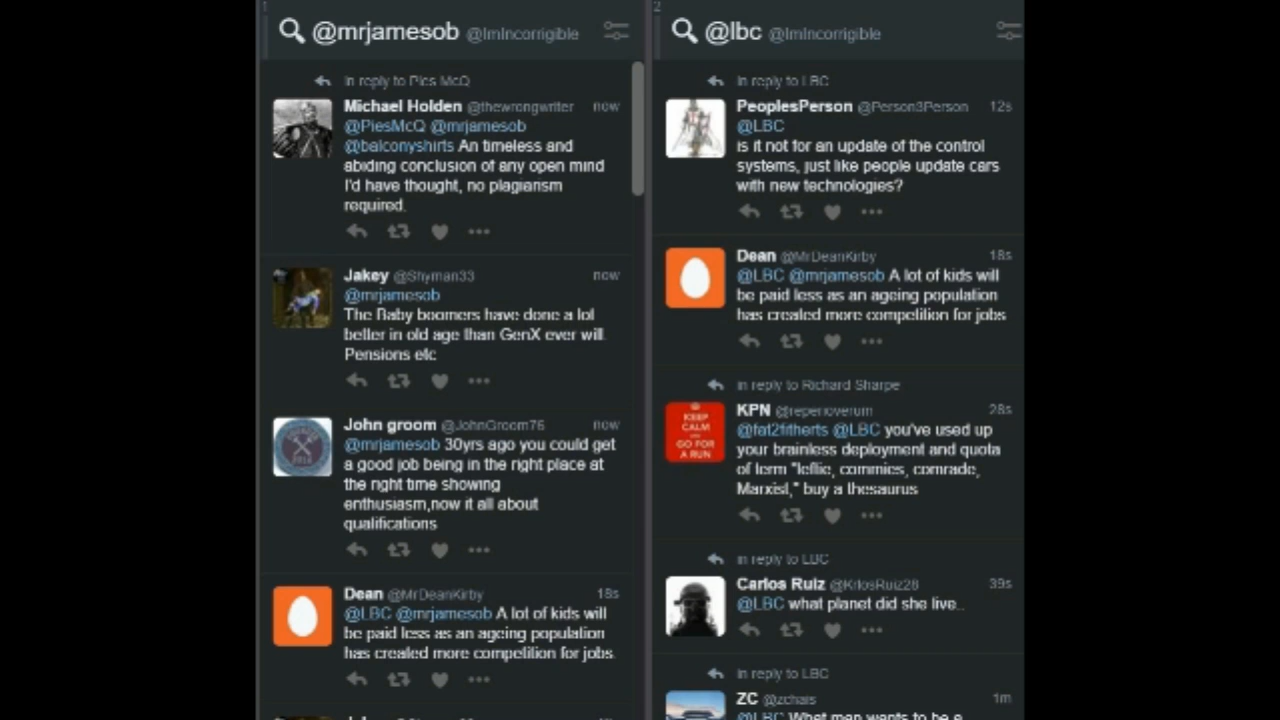 1
@mrjamesob @ImIncorrigible
In reply to Pies McQ
Michael Holden @thewrongwriter now
@PiesMcQ @mrjamesob
@balconyshirts An timeless and
abiding conclusion of any open mind
I'd have thought, no plagiarism
required.
Jakey @Shyman33 now
@mrjamesob
The Baby boomers have done a lot
better in old age than GenX ever will.
Pensions etc
John groom @JohnGroom76 now
@mrjamesob 30yrs ago you could get
a good job being in the right place at
the right time showing
enthusiasm,now it all about
qualifications
Dean @MrDeanKirby 18s
@LBC @mrjamesob A lot of kids will
be paid less as an ageing population
has created more competition for jobs.
2
@lbc @ImIncorrigible
In reply to LBC
PeoplesPerson @Person3Person 12s
@LBC
is it not for an update of the control
systems, just like people update cars
with new technologies?
Dean @MrDeanKirby 18s
@LBC @mrjamesob A lot of kids will
be paid less as an ageing population
has created more competition for jobs
In reply to Richard Sharpe
KPN @repertoverum 28s
KEEP
CALM
AND
GO FOR
A RUN
@fat2fitherts @LBC you've used up
your brainless deployment and quota
of term "leftie, commies, comrade,
Marxist," buy a thesaurus
In reply to LBC
Carlos Ruiz @KrlosRuiz28 39s
@LBC what planet did she live..
In reply to LBC
ZC @zchais 1m
@LBC What man wants to be a